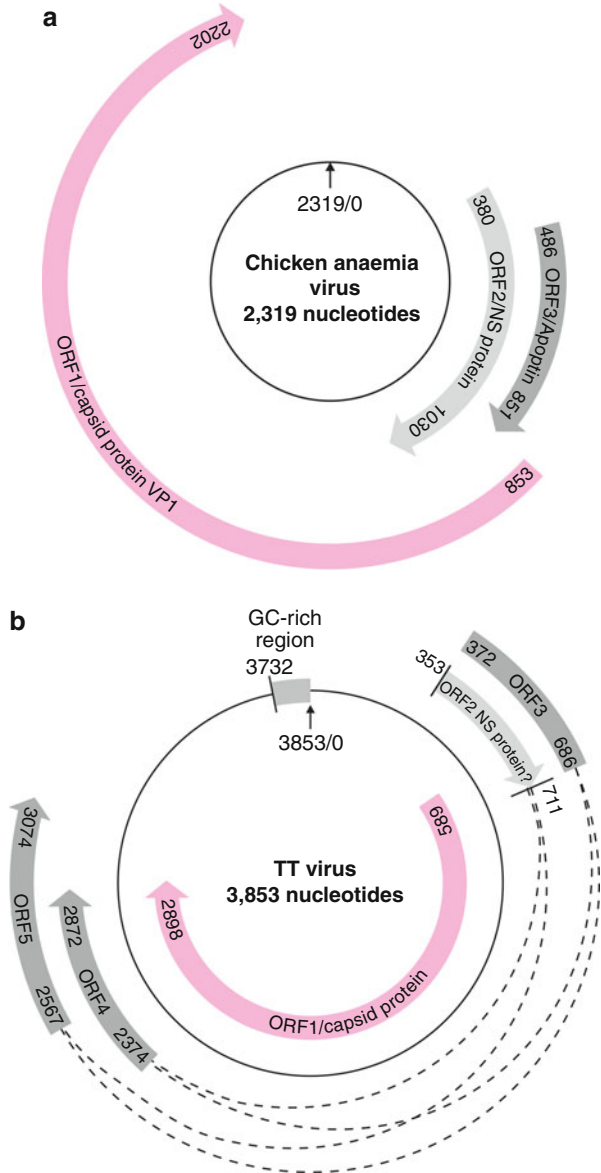 a
2202
2319/0
Chicken anaemia
virus
2,319 nucleotides
380
ORF2/NS protein
1030
486
ORF3/Apoptin
851
853
ORF1/capsid protein VP1
b
GC-rich
region
3732
3853/0
353
ORF2 NS protein?
711
372
ORF3
686
589
TT virus
3,853 nucleotides
ORF1/capsid protein
2898
3074
ORF5
2567
2872
ORF4
2374